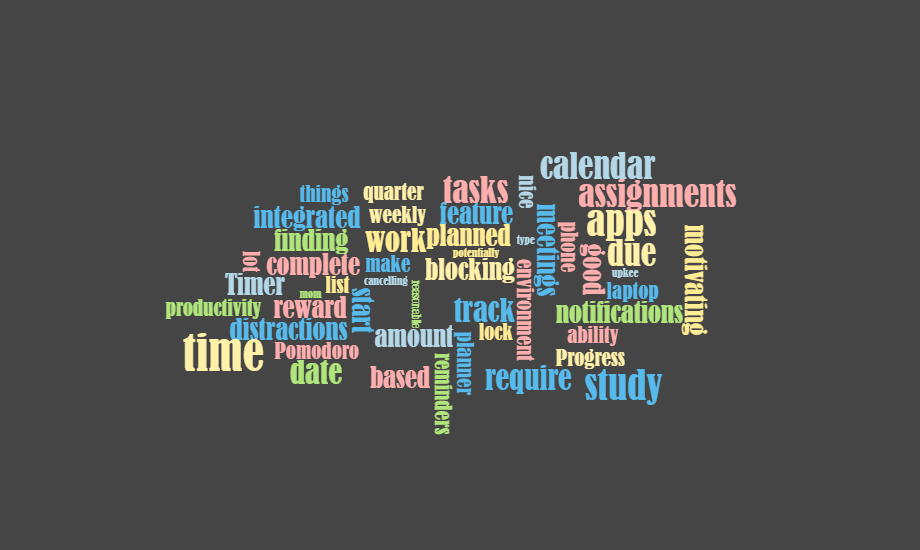 calendar
tasks
nice
assignments
things
quarter
integrated
weekly
feature
apps
meetings
phone
motivating
finding
work
planned
type
due
good
lot
complete
make
potentially
blocking
environment
upkee
Timer
list
cancelling
laptop
mom
start
reasonable
productivity
reward
track
notifications
distractions
amount
lock
ability
time
Pomodoro
planner
Progress
date
based
reminders
require
study